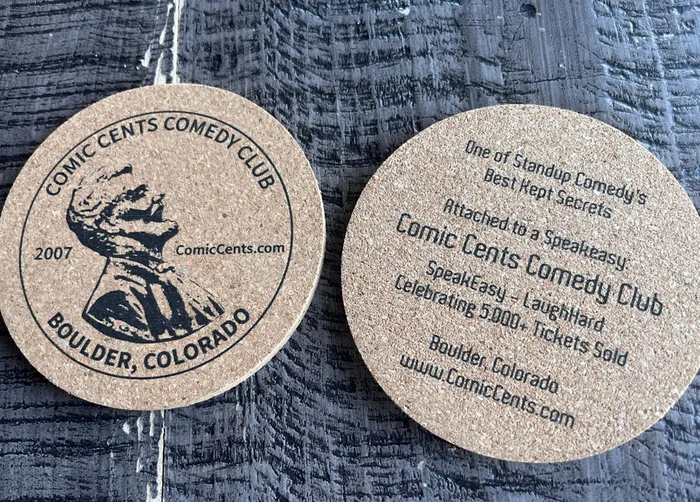 COMIC CENTS COMEDY CLUB
2007
ComicCents.com
BOULDER, COLORADO
One of Standup Comedy's
Best Kept Secrets
Attached to a Speakeasy:
Comic Cents Comedy Club
SpeakEasy - LaughHard
Celebrating 5,000+ Tickets Sold
Boulder, Colorado
www.ComicCents.com